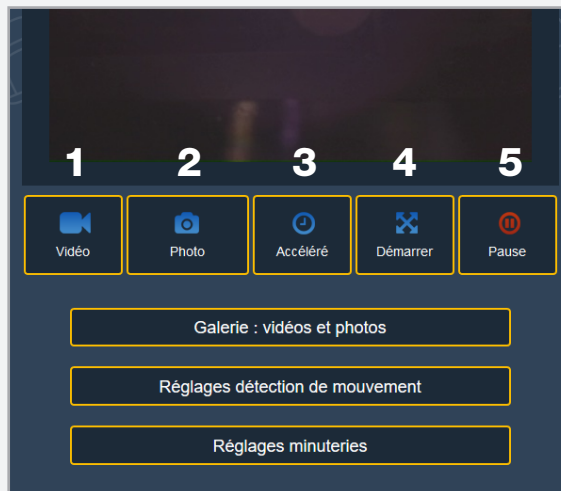 1 2 3 4 5
Vidéo Photo Accéléré Démarrer Pause
Galerie : vidéos et photos
Réglages détection de mouvement
Réglages minuteries